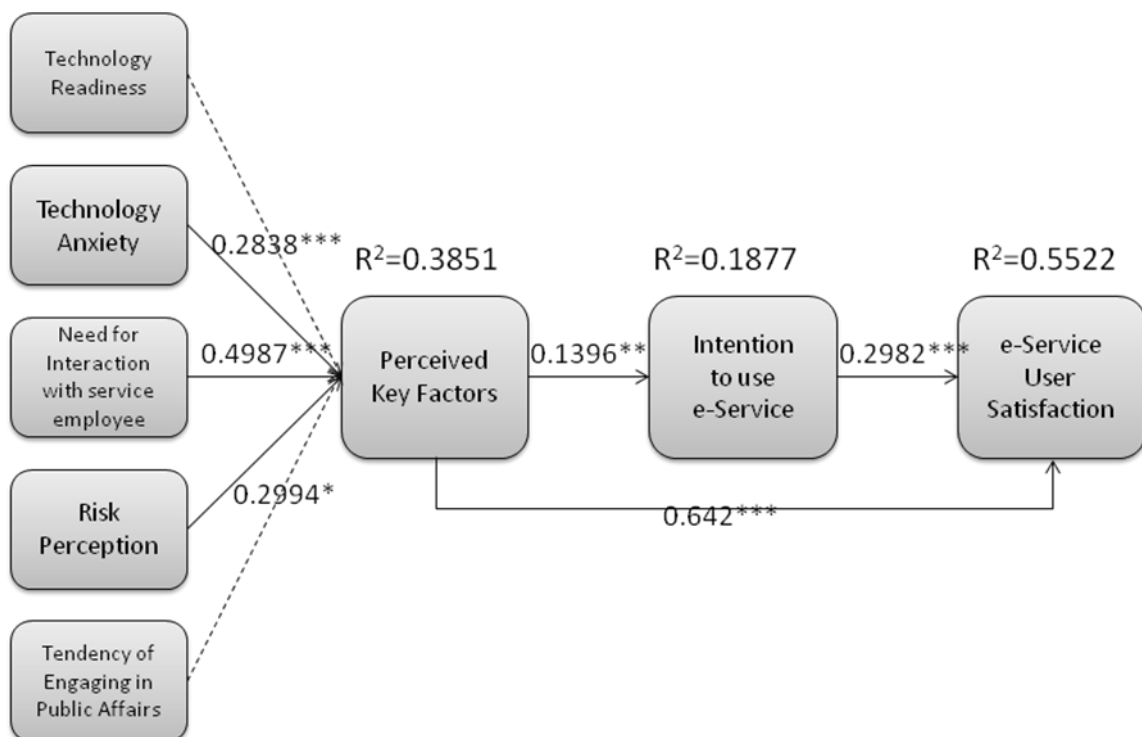 Technology
Readiness
Technology
Anxiety
0.2838***
Need for
Interaction
with service
employee
0.4987***
Risk
Perception
0.2994*
Tendency of
Engaging in
Public Affairs
R²=0.3851
Perceived
Key Factors
0.1396**
R²=0.1877
Intention
to use
e-Service
0.2982***
R²=0.5522
e-Service
User
Satisfaction
0.642***